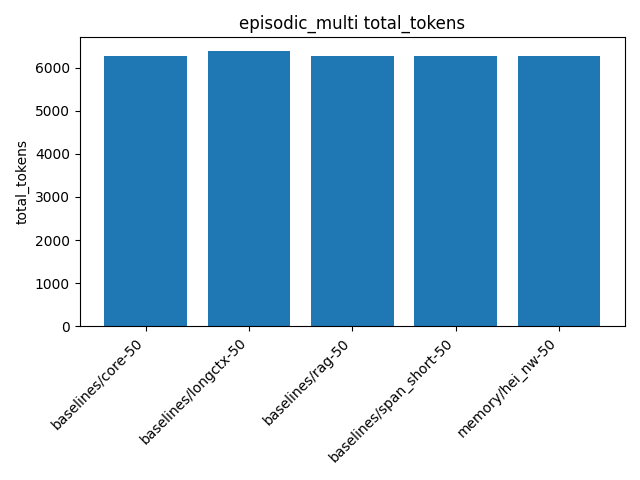 episodic_multi total_tokens
total_tokens
6000
5000
4000
3000
2000
1000
0
baselines/core-50
baselines/longctx-50
baselines/rag-50
baselines/span_short-50
memory/hei_nw-50